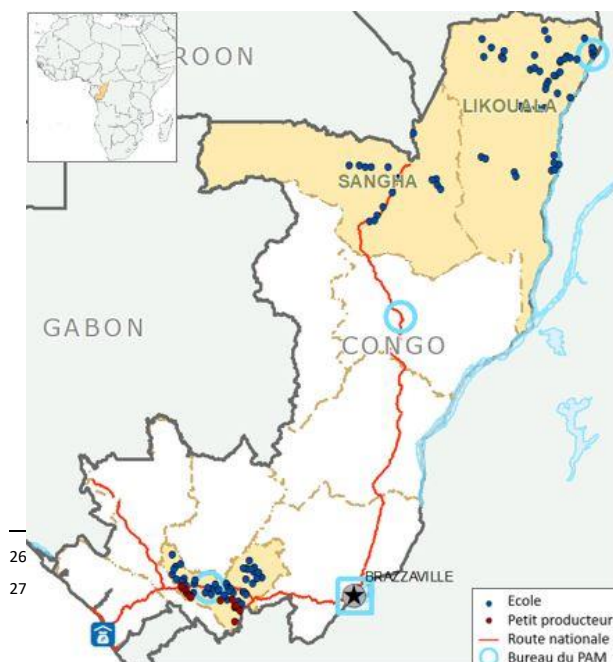 ROON
LIKOUALA
SANGHA
GABON
CONGO
26
27
BRAZZAVILLE
Ecole
Petit producteur
Route nationale
Bureau du PAM